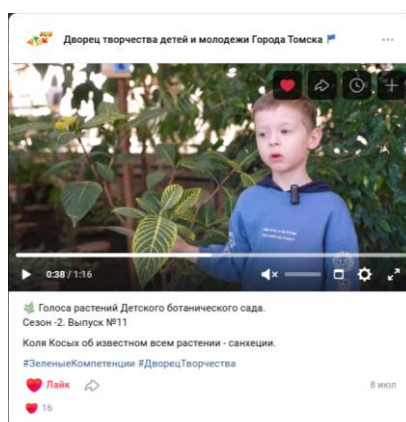 Дворец творчества детей и молодежи Города Томска
0:38 / 1:16
🌿 Голоса растений Детского ботанического сада.
Сезон -2. Выпуск №11
Коля Косых об известном всем растении - санхеции.
#ЗеленыеКомпетенции #ДворецТворчества
Лайк
8 июл
16